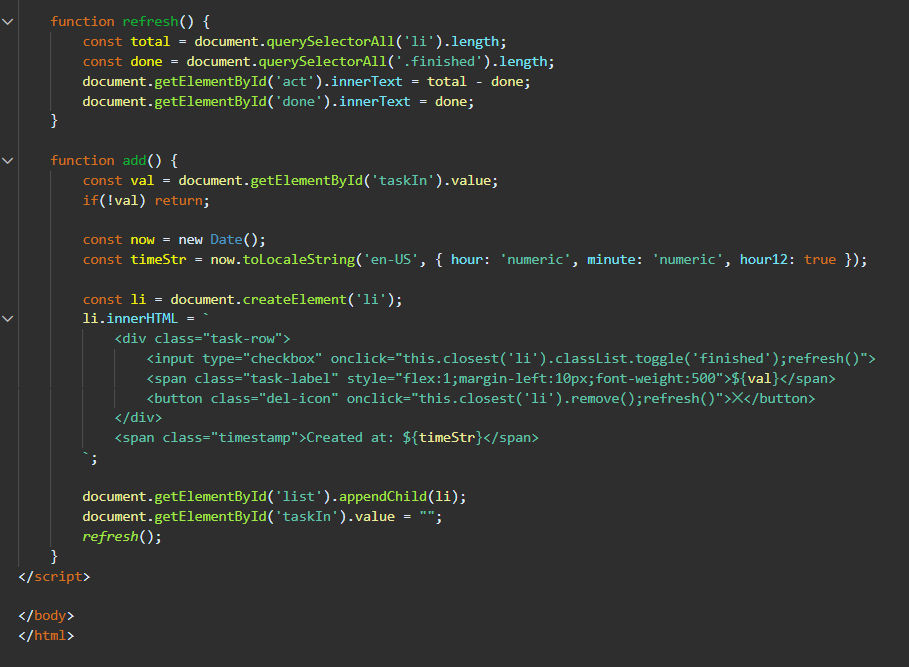 function refresh() {
const total = document.querySelectorAll('li').length;
const done = document.querySelectorAll('.finished').length;
document.getElementById('act').innerText = total - done;
document.getElementById('done').innerText = done;
}
function add() {
const val = document.getElementById('taskIn').value;
if(!val) return;
const now = new Date();
const timeStr = now.toLocaleString('en-US', { hour: 'numeric', minute: 'numeric', hour12: true });
const li = document.createElement('li');
li.innerHTML = `
<div class="task-row">
<input type="checkbox" onclick="this.closest('li').classList.toggle('finished');refresh()">
<span class="task-label" style="flex:1;margin-left:10px;font-weight:500">${val}</span>
<button class="del-icon" onclick="this.closest('li').remove();refresh()">✕</button>
</div>
<span class="timestamp">Created at: ${timeStr}</span>
`;
document.getElementById('list').appendChild(li);
document.getElementById('taskIn').value = "";
refresh();
}
</script>
</body>
</html>